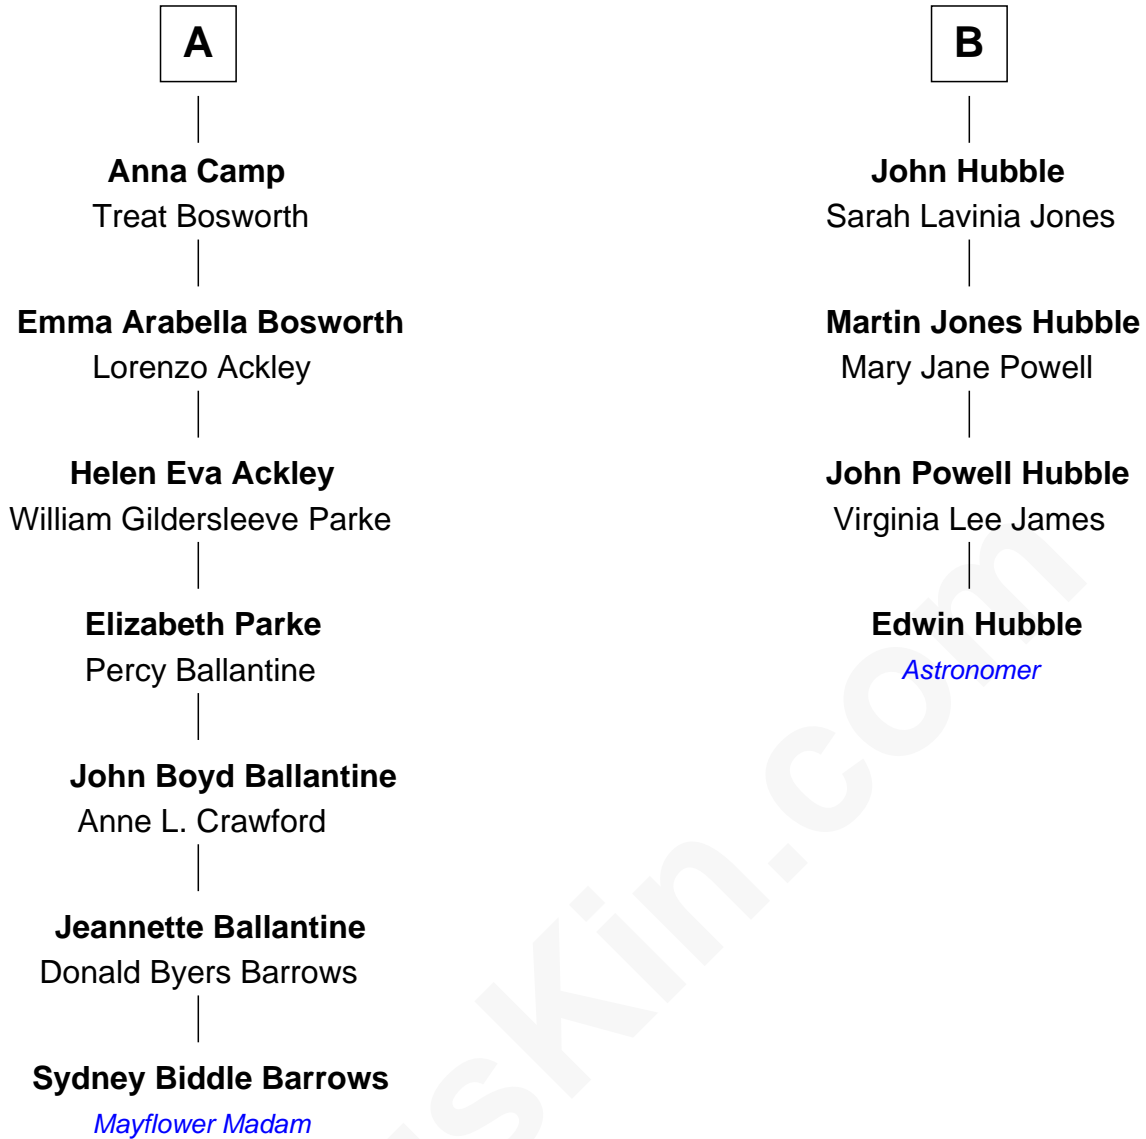 A
Anna Camp
Treat Bosworth
Emma Arabella Bosworth
Lorenzo Ackley
Helen Eva Ackley
William Gildersleeve Parke
Elizabeth Parke
Percy Ballantine
John Boyd Ballantine
Anne L. Crawford
Jeannette Ballantine
Donald Byers Barrows
Sydney Biddle Barrows
Mayflower Madam
B
John Hubble
Sarah Lavinia Jones
Martin Jones Hubble
Mary Jane Powell
John Powell Hubble
Virginia Lee James
Edwin Hubble
Astronomer
sKin.com